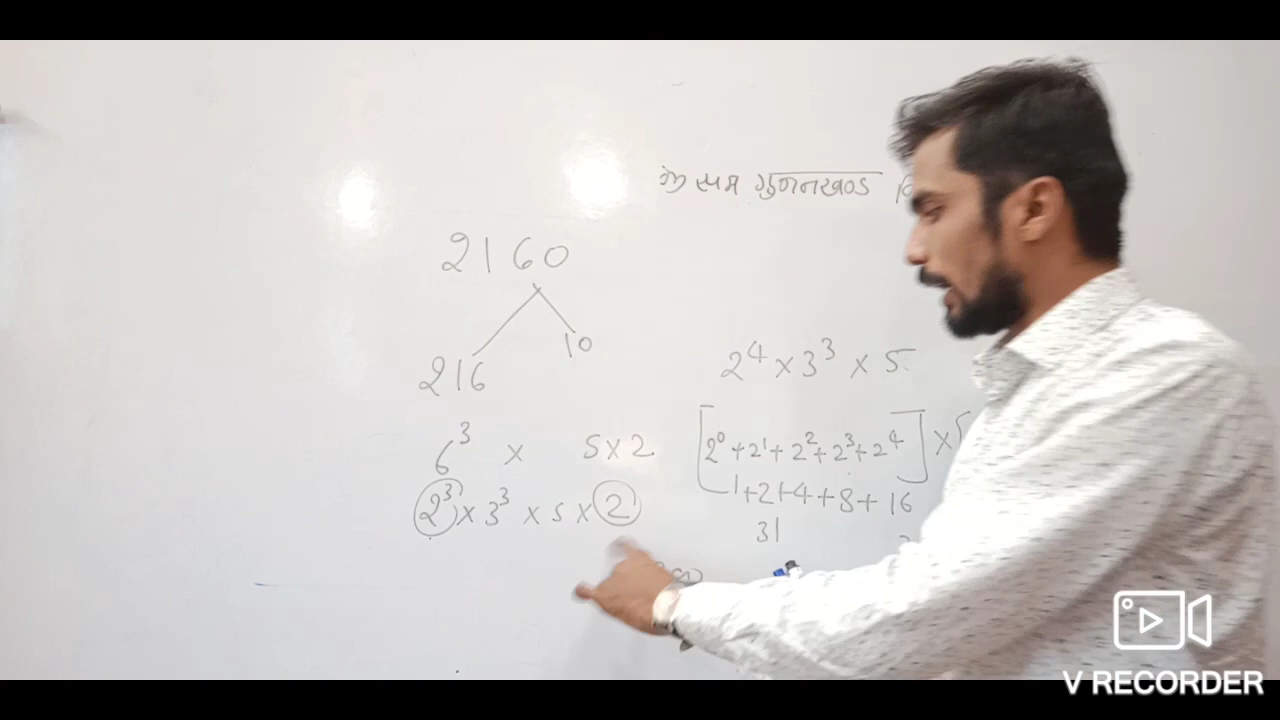 के सम गुणनखण्ड
2160
216 10
6³ × 5×2
2³ × 3³ × 5 × 2
2⁴ × 3³ × 5
[2⁰+2¹+2²+2³+2⁴] ×5
1+2+4+8+16
31
V RECORDER